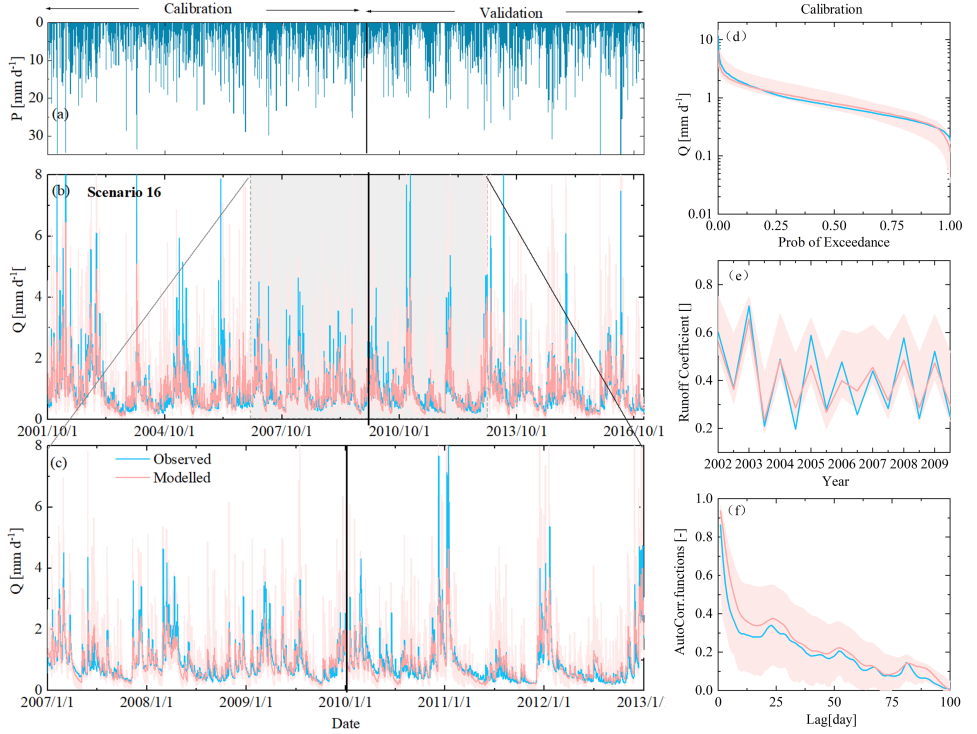 Calibration
Validation
Calibration
0
10
20
30
P [mm d⁻¹]
(a)
(b)
Scenario 16
8
6
4
2
0
Q [mm d⁻¹[
2001/10/1
2004/10/1
2007/10/1
2010/10/1
2013/10/1
2016/10/1
(c)
Observed
Modelled
8
6
4
2
0
Q [mm d⁻¹]
2007/1/1
2008/1/1
2009/1/1
2010/1/1
2011/1/1
2012/1/1
2013/1/
Date
(d)
10
1
0.1
0.01
Q [mm d⁻¹]
0.00
0.25
0.50
0.75
1.00
Prob of Exceedance
(e)
0.8
0.6
0.4
0.2
Runoff Coefficient []
2002
2003
2004
2005
2006
2007
2008
2009
Year
(f)
1.0
0.8
0.6
0.4
0.2
0.0
AutoCorr.functions [-]
0
25
50
75
100
Lag[day]